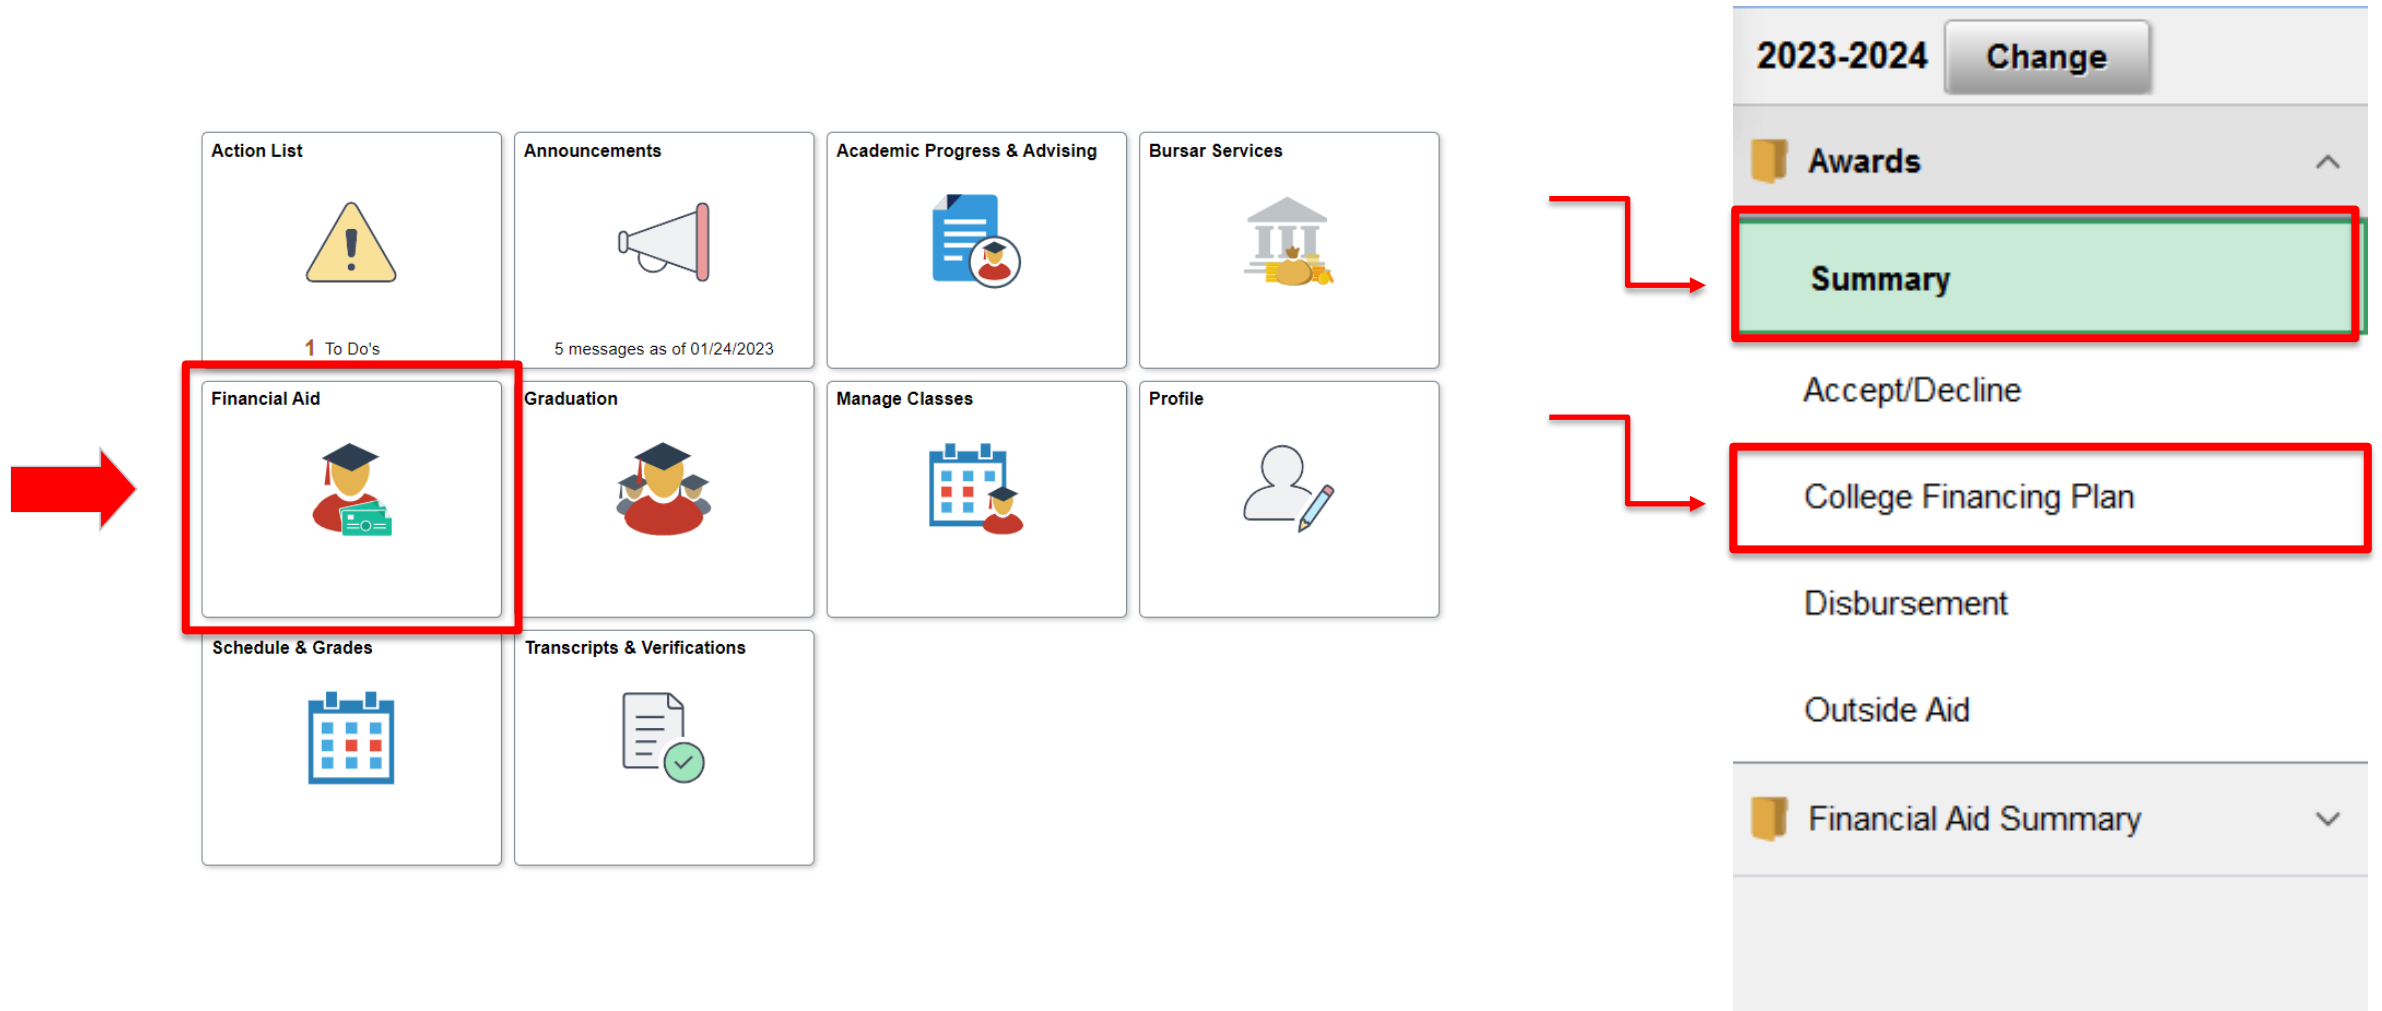 Action List
Announcements
Academic Progress & Advising
Bursar Services
1 To Do's
5 messages as of 01/24/2023
Financial Aid
Graduation
Manage Classes
Profile
Schedule & Grades
Transcripts & Verifications
2023-2024 Change
Awards
Summary
Accept/Decline
College Financing Plan
Disbursement
Outside Aid
Financial Aid Summary